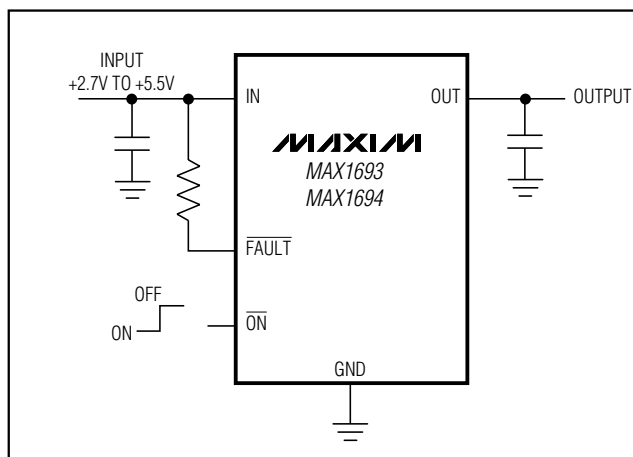 INPUT
+2.7V TO +5.5V
IN
OUT
OUTPUT
MAXIM
MAX1693
MAX1694
FAULT
OFF
ON
ON
GND